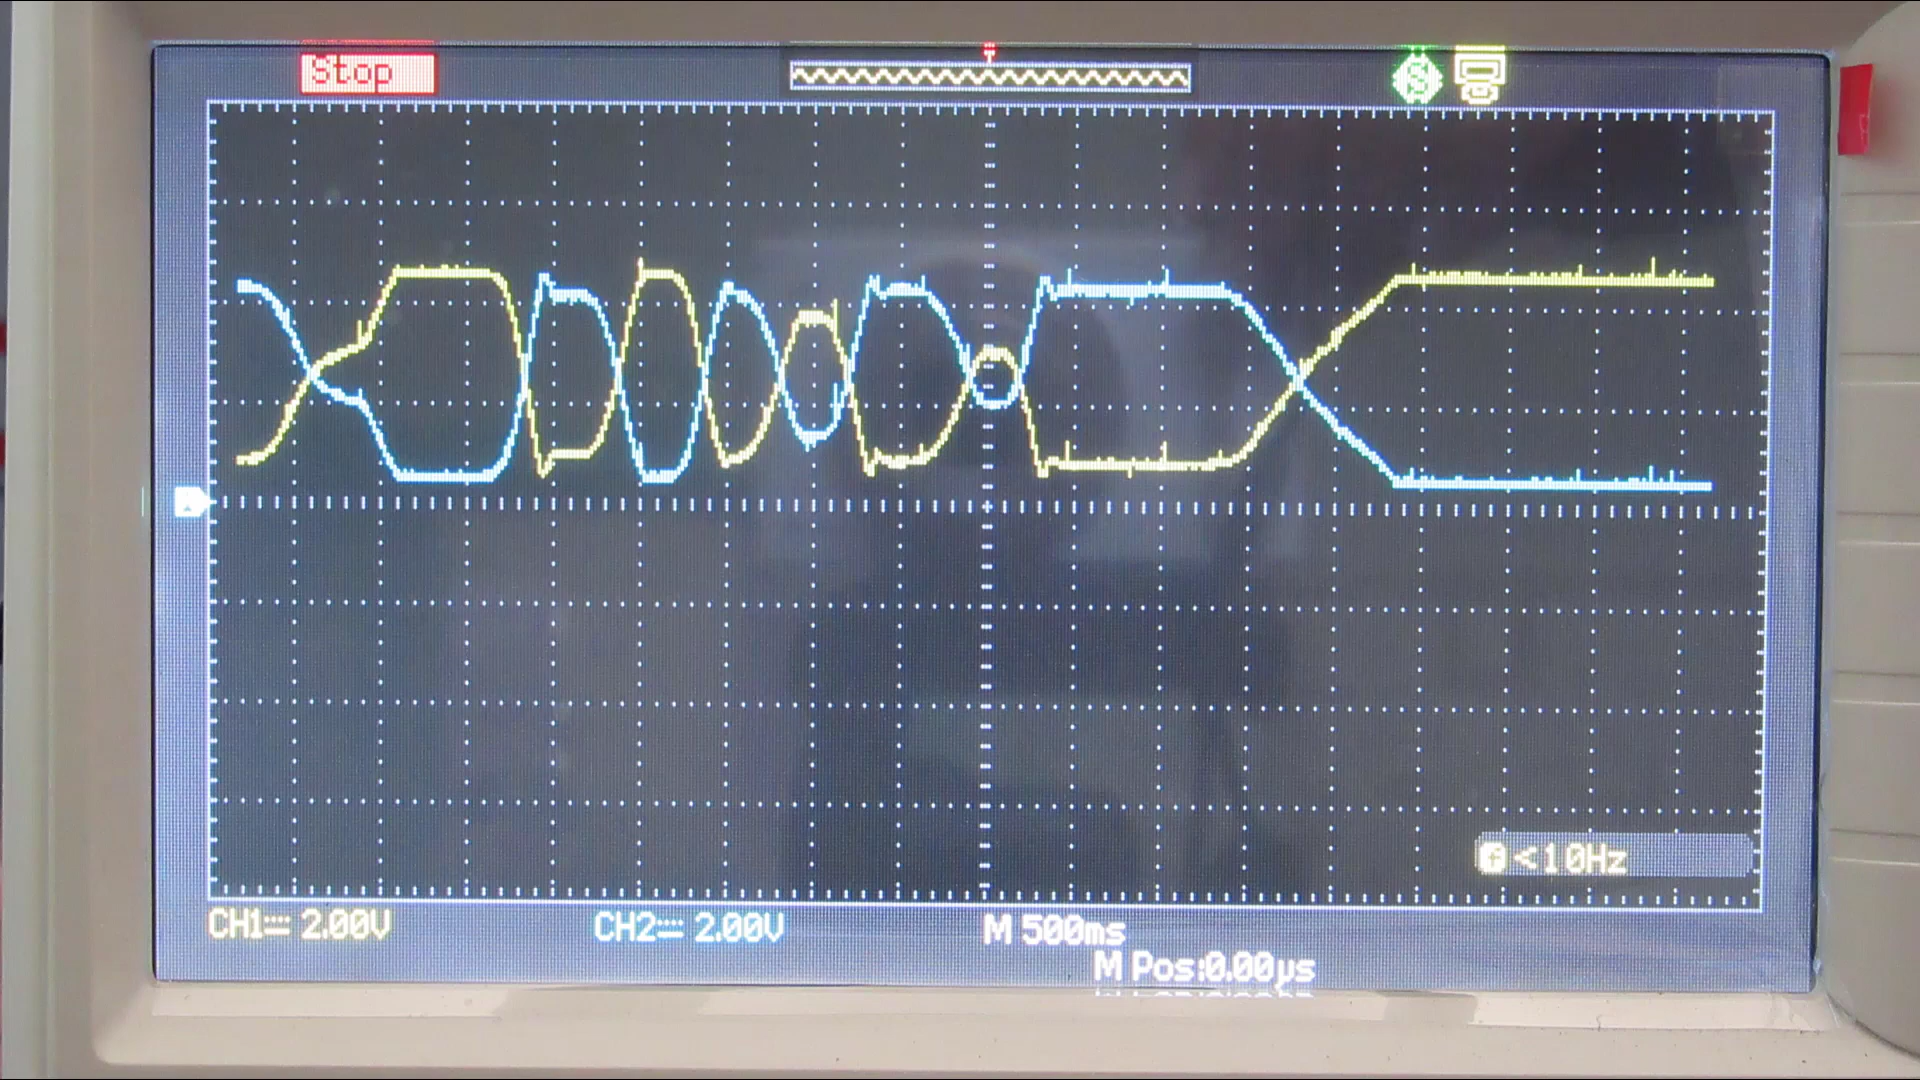 Stop
T
S
f <10Hz
CH1 2.00V CH2 2.00V M 500ms
M Pos:0.00µs